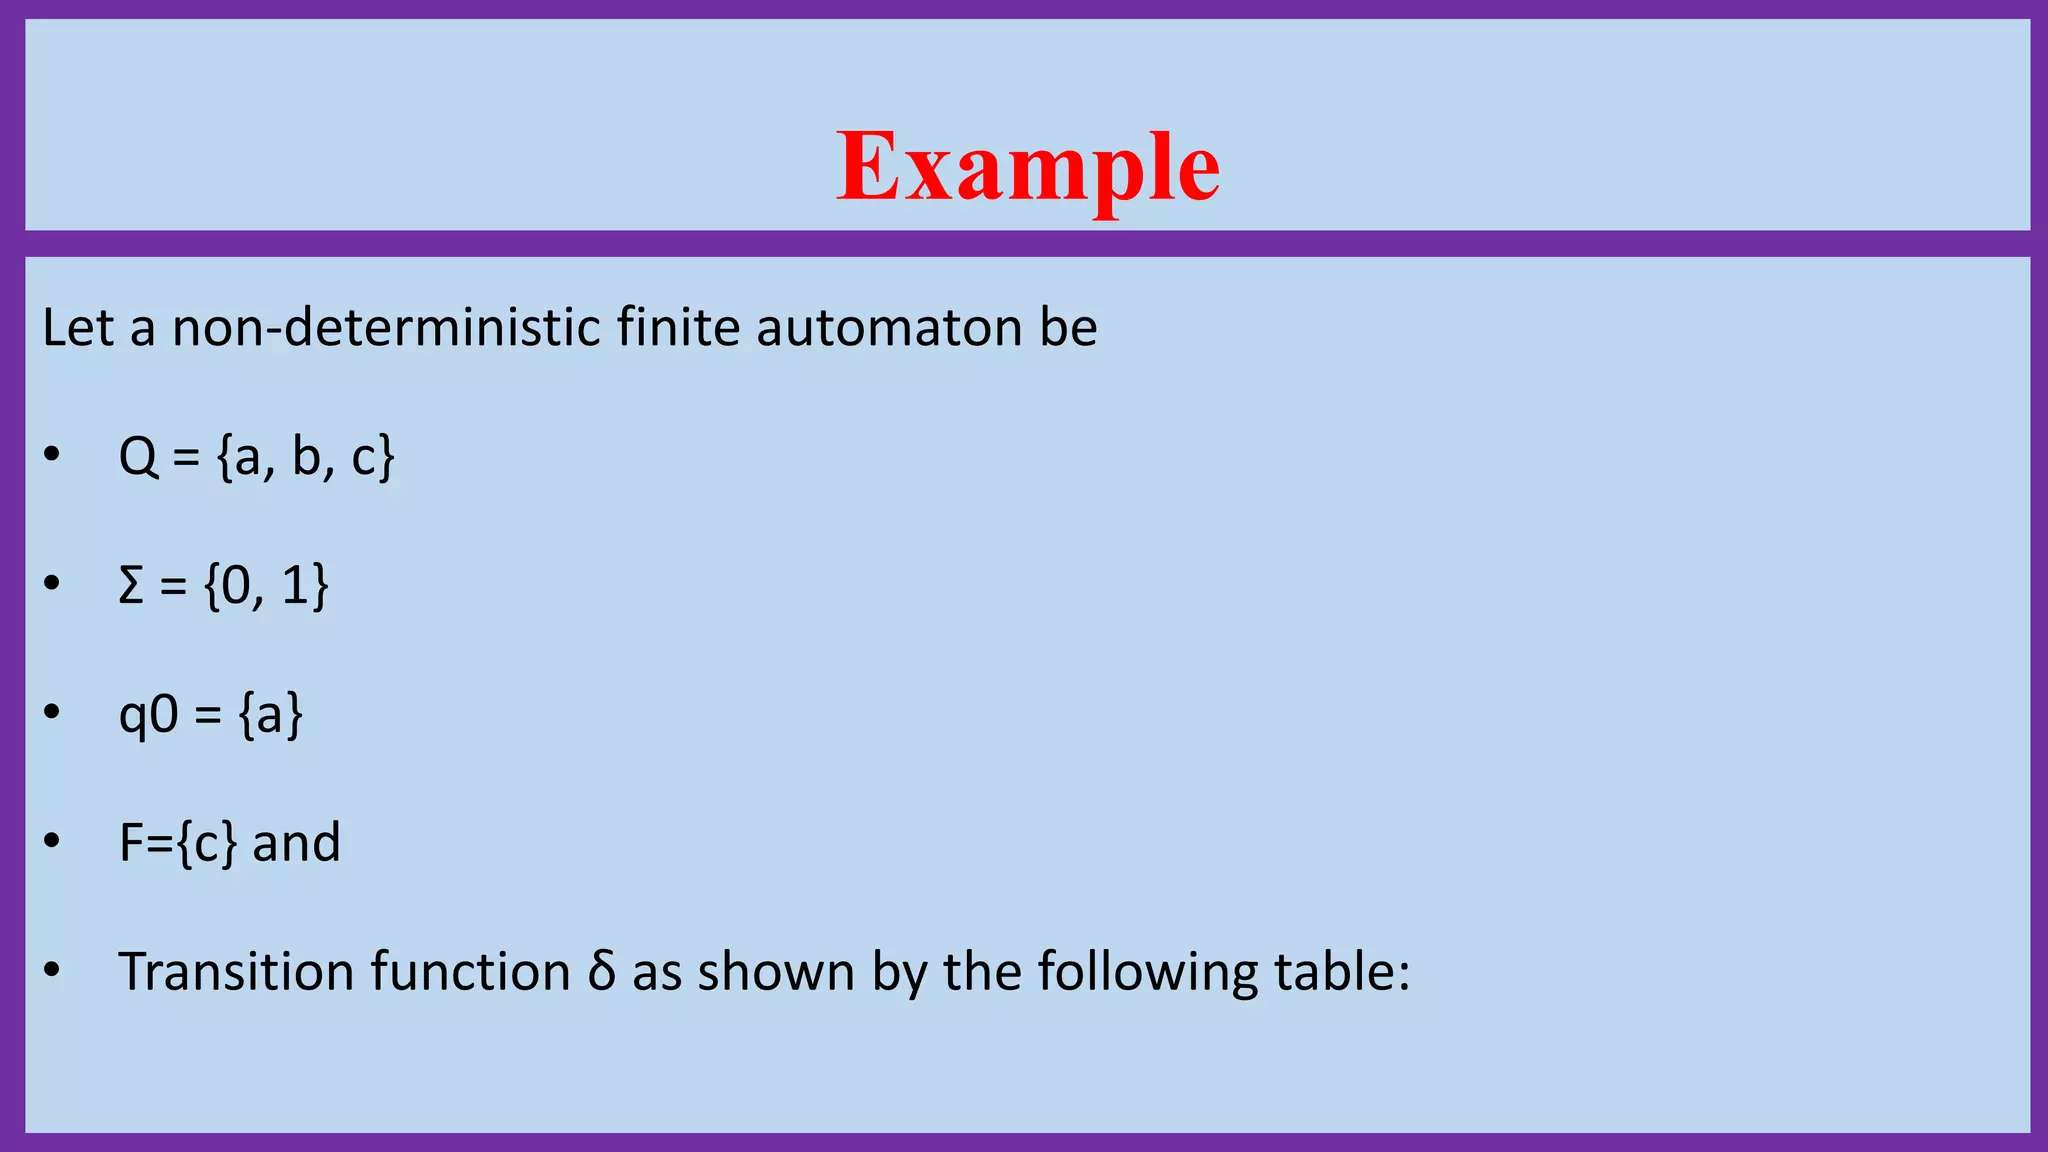 Example
Let a non-deterministic finite automaton be
• Q = {a, b, c}
• Σ = {0, 1}
• q0 = {a}
• F={c} and
• Transition function δ as shown by the following table: